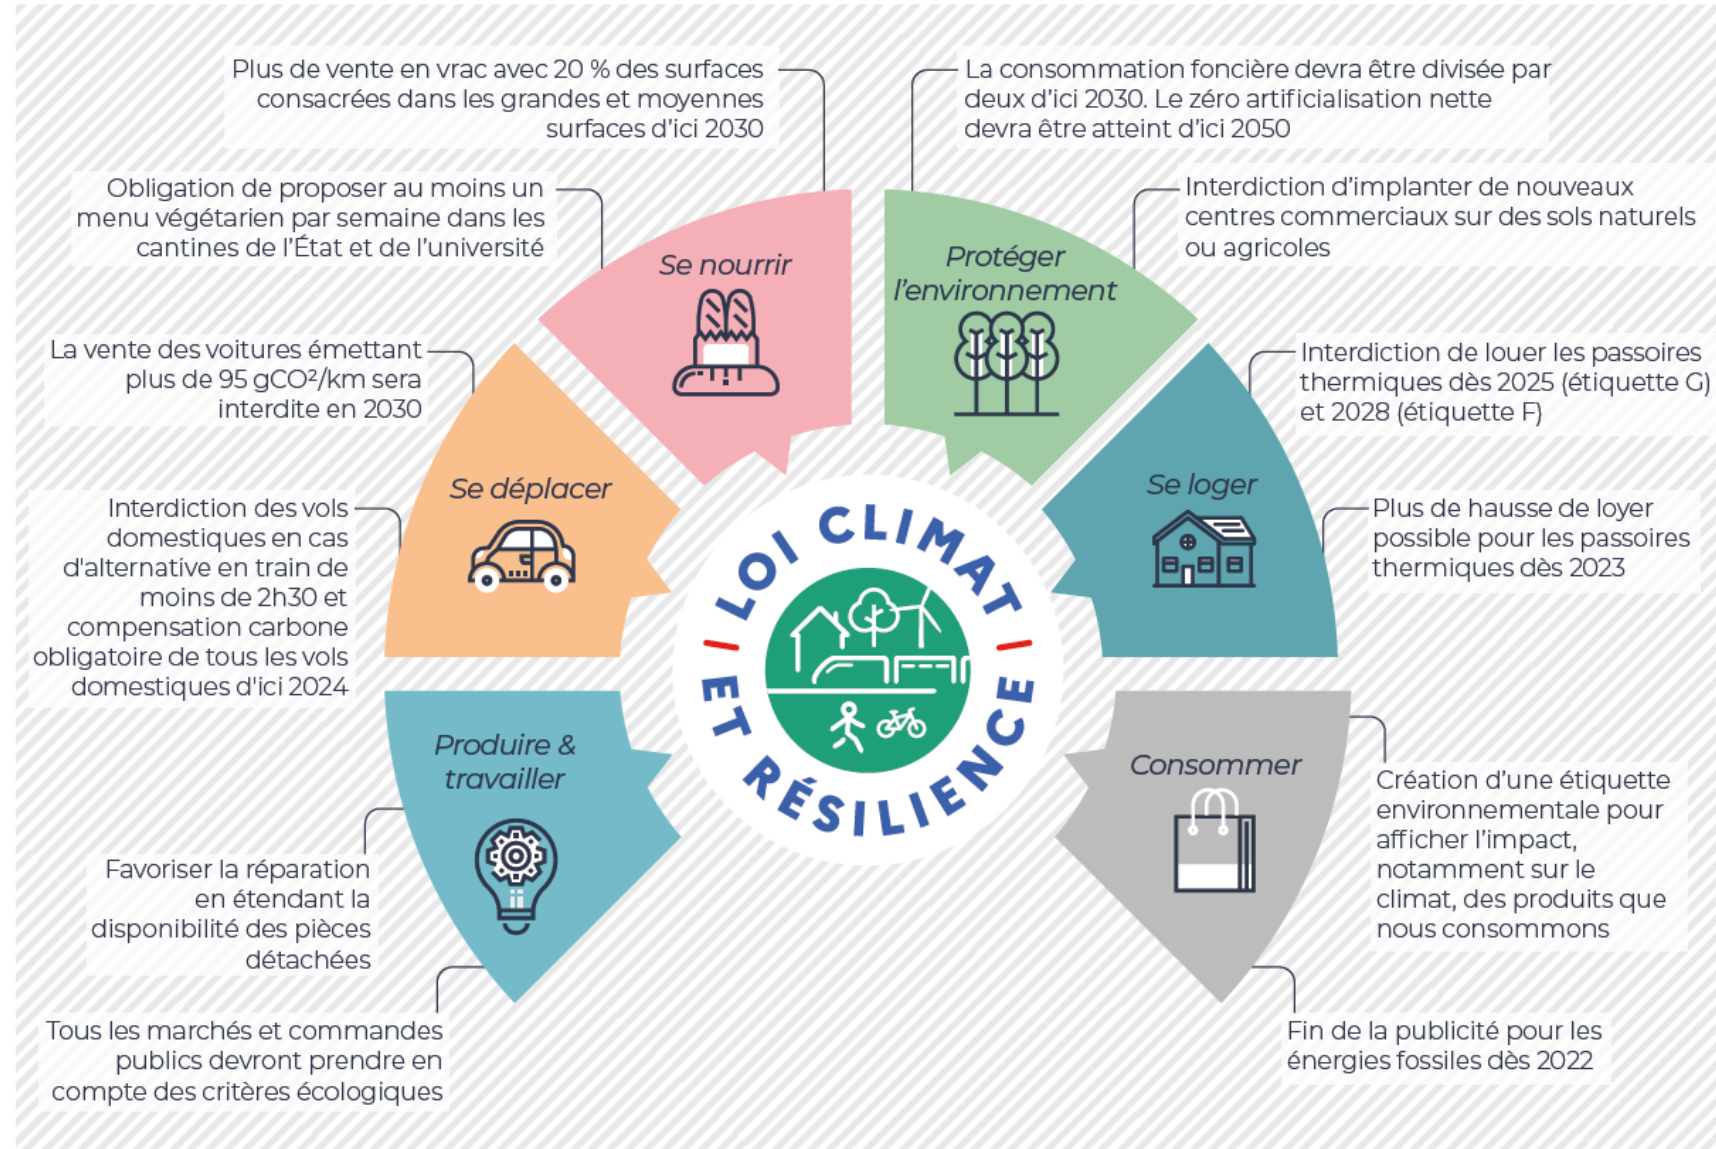 Plus de vente en vrac avec 20 % des surfaces
consacrées dans les grandes et moyennes
surfaces d'ici 2030
La consommation foncière devra être divisée par
deux d'ici 2030. Le zéro artificialisation nette
devra être atteint d'ici 2050
Obligation de proposer au moins un
menu végétarien par semaine dans les
cantines de l'État et de l'université
Interdiction d'implanter de nouveaux
centres commerciaux sur des sols naturels
ou agricoles
Se nourrir
Protéger
l'environnement
La vente des voitures émettant
plus de 95 gCO²/km sera
interdite en 2030
Interdiction de louer les passoires
thermiques dès 2025 (étiquette G)
et 2028 (étiquette F)
Se déplacer
Se loger
Interdiction des vols
domestiques en cas
d'alternative en train de
moins de 2h30 et
compensation carbone
obligatoire de tous les vols
domestiques d'ici 2024
Plus de hausse de loyer
possible pour les passoires
thermiques dès 2023
LOI CLIMAT
ET RÉSILIENCE
Produire &
travailler
Consommer
Favoriser la réparation
en étendant la
disponibilité des pièces
détachées
Création d'une étiquette
environnementale pour
afficher l'impact,
notamment sur le
climat, des produits que
nous consommons
Tous les marchés et commandes
publics devront prendre en
compte des critères écologiques
Fin de la publicité pour les
énergies fossiles dès 2022